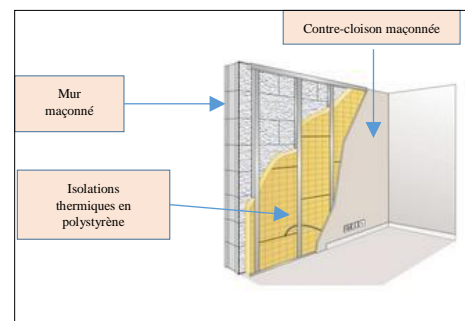 Contre-cloison maçonnée
Mur
maçonné
Isolations
thermiques en
polystyrène